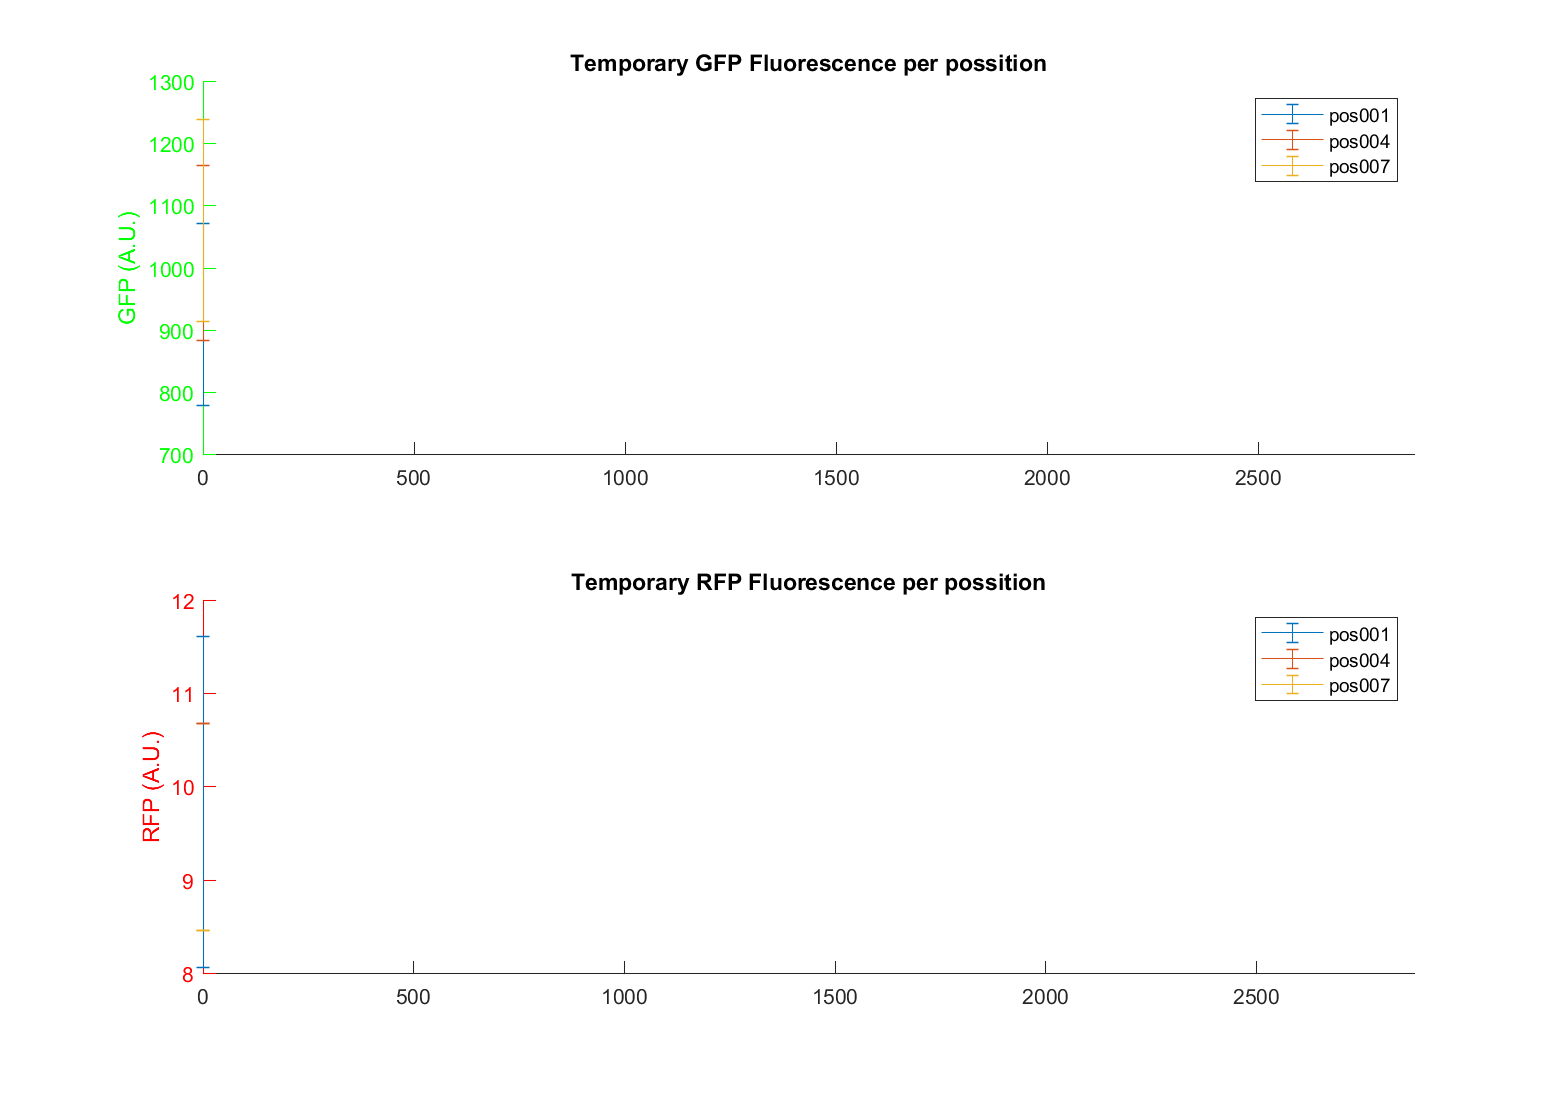 Temporary GFP Fluorescence per possition
1300
1200
1100
1000
900
800
700
GFP (A.U.)
0 500 1000 1500 2000 2500
pos001
pos004
pos007
Temporary RFP Fluorescence per possition
12
11
10
9
8
RFP (A.U.)
0 500 1000 1500 2000 2500
pos001
pos004
pos007